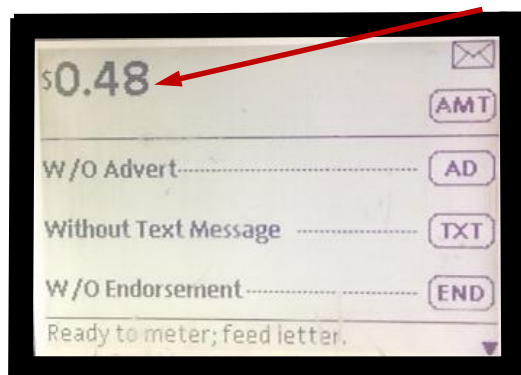 $0.48
AMT
W/O Advert AD
Without Text Message TXT
W/O Endorsement END
Ready to meter; feed letter.